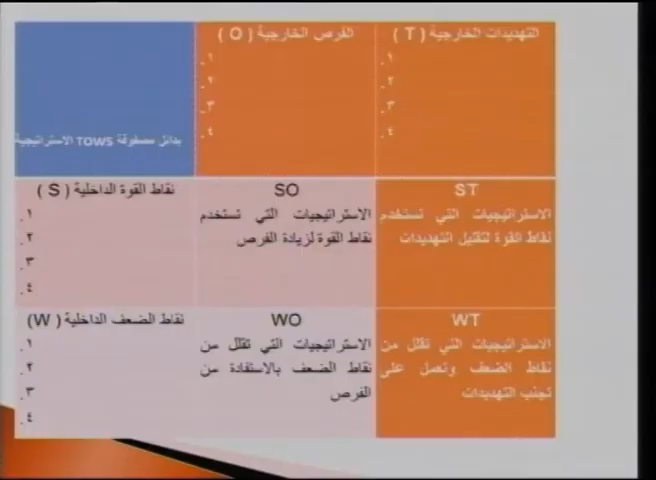 التهديدات الخارجية ( T )
١.
٢.
٣.
٤.
الفرص الخارجية ( O )
١.
٢.
٣.
٤.
بدائل مصفوفة TOWS الاستراتيجية
ST
الاستراتيجيات التي تستخدم
نقاط القوة لتقليل التهديدات
SO
الاستراتيجيات التي تستخدم
نقاط القوة لزيادة الفرص
نقاط القوة الداخلية ( S )
١.
٢.
٣.
٤.
WT
الاستراتيجيات التي تقلل من
نقاط الضعف وتعمل على
تجنب التهديدات
WO
الاستراتيجيات التي تقلل من
نقاط الضعف بالاستفادة من
الفرص
نقاط الضعف الداخلية ( W )
١.
٢.
٣.
٤.